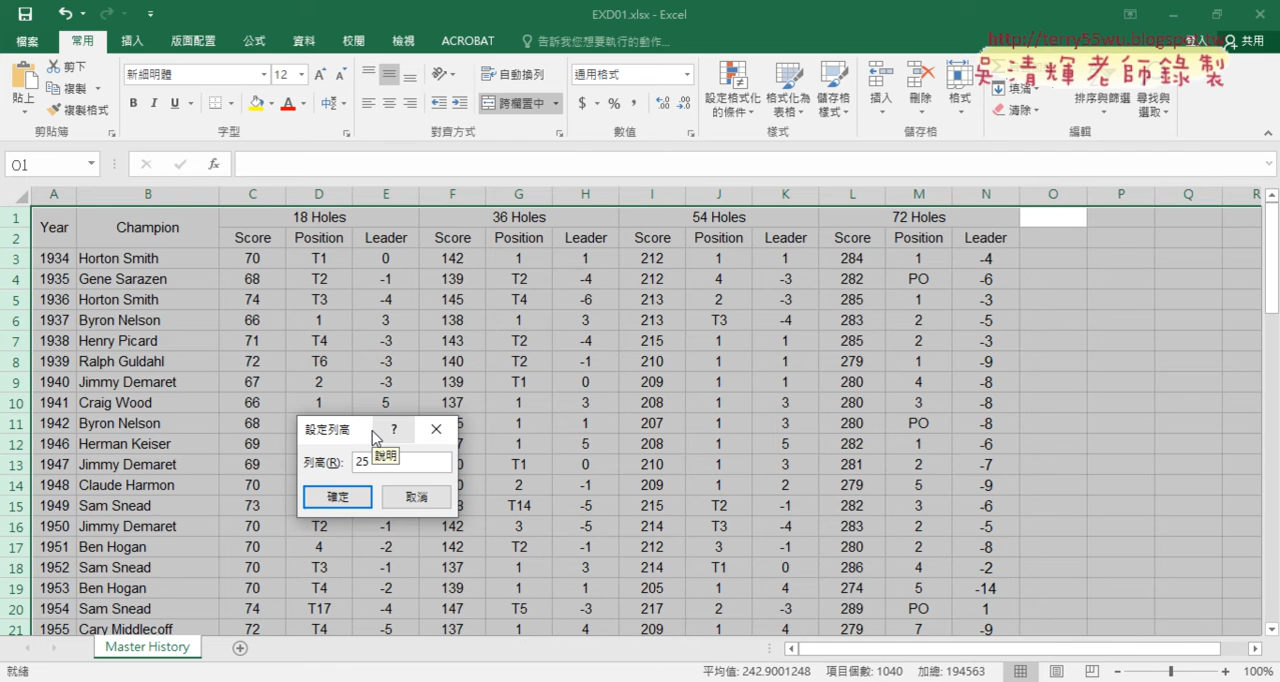 EXD01.xlsx - Excel
http://terry55wu.blogspot.tw
檔案 常用 插入 版面配置 公式 資料 校閱 檢視 ACROBAT 告訴我您想要執行的動作... 登入 共用
吳清輝老師錄製
貼上 剪下 複製 複製格式 剪貼簿
新細明體 12 B I U 中 字型
自動換列 跨欄置中 對齊方式
通用格式 $ % , 數值
設定格式化的條件 格式化為表格 儲存格樣式 樣式
插入 刪除 格式 儲存格
填滿 清除 排序與篩選 尋找與選取 編輯
O1 fx
A B C D E F G H I J K L M N O P Q R
1 Year Champion 18 Holes 36 Holes 54 Holes 72 Holes
2 Score Position Leader Score Position Leader Score Position Leader Score Position Leader
3 1934 Horton Smith 70 T1 0 142 1 1 212 1 1 284 1 -4
4 1935 Gene Sarazen 68 T2 -1 139 T2 -4 212 4 -3 282 PO -6
5 1936 Horton Smith 74 T3 -4 145 T4 -6 213 2 -3 285 1 -3
6 1937 Byron Nelson 66 1 3 138 1 3 213 T3 -4 283 2 -5
7 1938 Henry Picard 71 T4 -3 143 T2 -4 215 1 1 285 2 -3
8 1939 Ralph Guldahl 72 T6 -3 140 T2 -1 210 1 1 279 1 -9
9 1940 Jimmy Demaret 67 2 -3 139 T1 0 209 1 1 280 4 -8
10 1941 Craig Wood 66 1 5 137 1 3 208 1 3 280 3 -8
11 1942 Byron Nelson 68 5 1 1 207 1 3 280 PO -8
12 1946 Herman Keiser 69 7 1 5 208 1 5 282 1 -6
13 1947 Jimmy Demaret 69 0 T1 0 210 1 3 281 2 -7
14 1948 Claude Harmon 70 2 -1 210 1 2 279 5 -9
15 1949 Sam Snead 73 T14 -5 215 T2 -1 282 3 -6
16 1950 Jimmy Demaret 70 T2 -1 142 3 -5 214 T3 -4 283 2 -5
17 1951 Ben Hogan 70 4 -2 142 T2 -1 212 3 -1 280 2 -8
18 1952 Sam Snead 70 T3 -1 137 1 3 214 T1 0 286 4 -2
19 1953 Ben Hogan 70 T4 -2 139 1 1 205 1 4 274 5 -14
20 1954 Sam Snead 74 T17 -4 147 T5 -3 217 2 -3 289 PO 1
21 1955 Cary Middlecoff 72 T4 -5 137 1 4 209 1 4 279 7 -9
設定列高 ?
說明
列高(R): 25
確定 取消
Master History
就緒 平均值: 242.9001248 項目個數: 1040 加總: 194563 100%